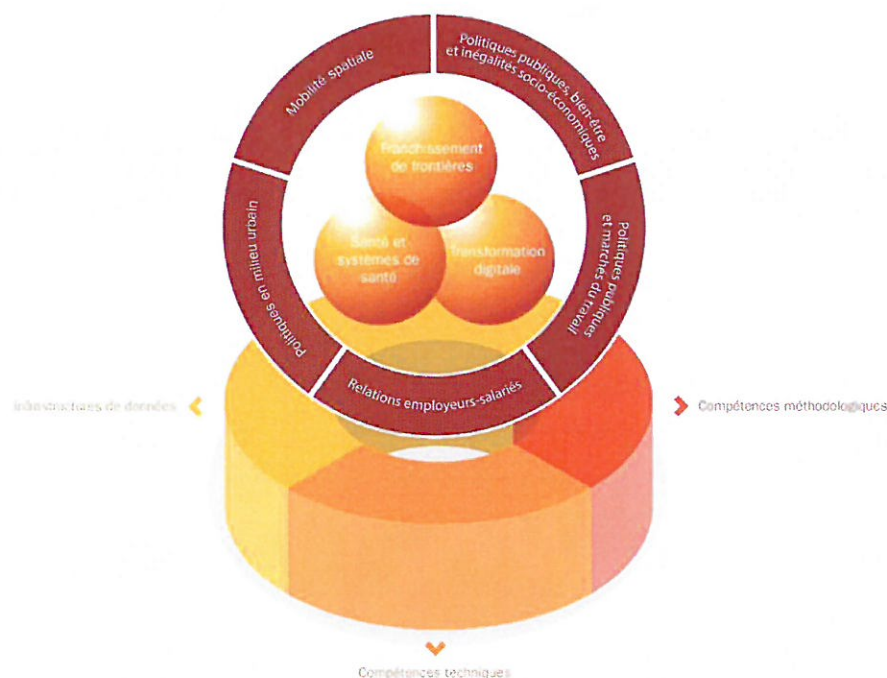 Mobilité spatiale
Politiques publiques, bien-être
et inégalités socio-économiques
Franchissement
de frontières
Politiques en milieu urbain
Santé et
systèmes de
santé
Transformation
digitale
Politiques publiques
et marchés du travail
Relations employeurs-salariés
Infrastructures de données
Compétences méthodologiques
Compétences techniques